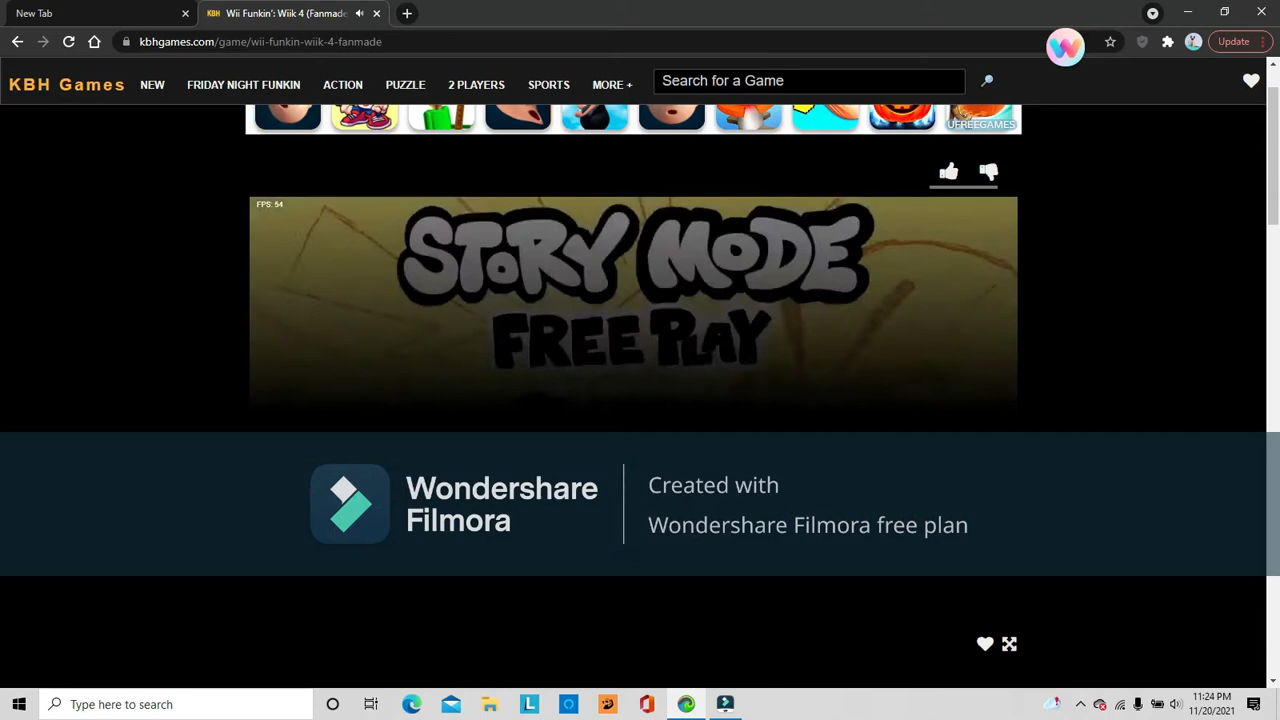 New Tab
KBH Wii Funkin': Wiik 4 (Fanmade
kbhgames.com/game/wii-funkin-wiik-4-fanmade
Update
KBH Games NEW FRIDAY NIGHT FUNKIN ACTION PUZZLE 2 PLAYERS SPORTS MORE + Search for a Game
UFREEGAMES
FPS: 54
STORY MODE
FREE PLAY
Wondershare
Filmora
Created with
Wondershare Filmora free plan
Type here to search
11:24 PM
11/20/2021